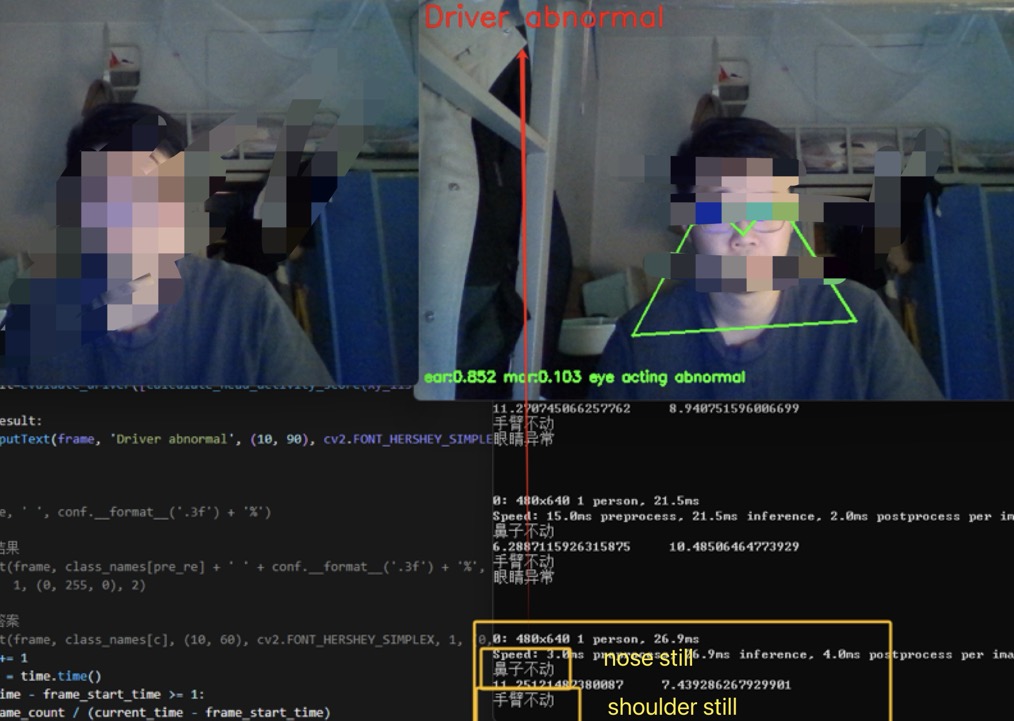 Driver abnormal
ear:0.852 mar:0.103 eye acting abnormal
esult:
putText(frame, 'Driver abnormal', (10, 90), cv2.FONT_HERSHEY_SIMPLE
e, ' ', conf.__format__('.3f') + '%')
结果
t(frame, class_names[pre_re] + ' ' + conf.__format__('.3f') + '%',
1, (0, 255, 0), 2)
答案
t(frame, class_names[c], (10, 60), cv2.FONT_HERSHEY_SIMPLEX, 1, (0,
+= 1
= time.time()
ime - frame_start_time >= 1:
ame_count / (current_time - frame_start_time)
11.270745066257762 8.940751596006699
手臂不动
眼睛异常
0: 480x640 1 person, 21.5ms
Speed: 15.0ms preprocess, 21.5ms inference, 2.0ms postprocess per im
鼻子不动
6.2887115926315875 10.48506464773929
手臂不动
眼睛异常
0: 480x640 1 person, 26.9ms
Speed: 3.0ms preprocess, 26.9ms inference, 4.0ms postprocess per ima
鼻子不动
nose still
11.25121487380087 7.439286267929901
手臂不动
shoulder still